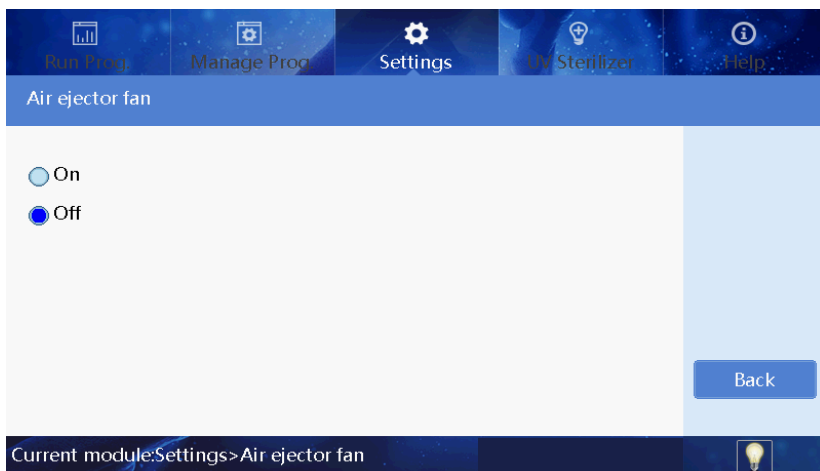 Run Prog
Manage Prog
Settings
UV Sterilizer
Help
Air ejector fan
On
Off
Back
Current module:Settings>Air ejector fan